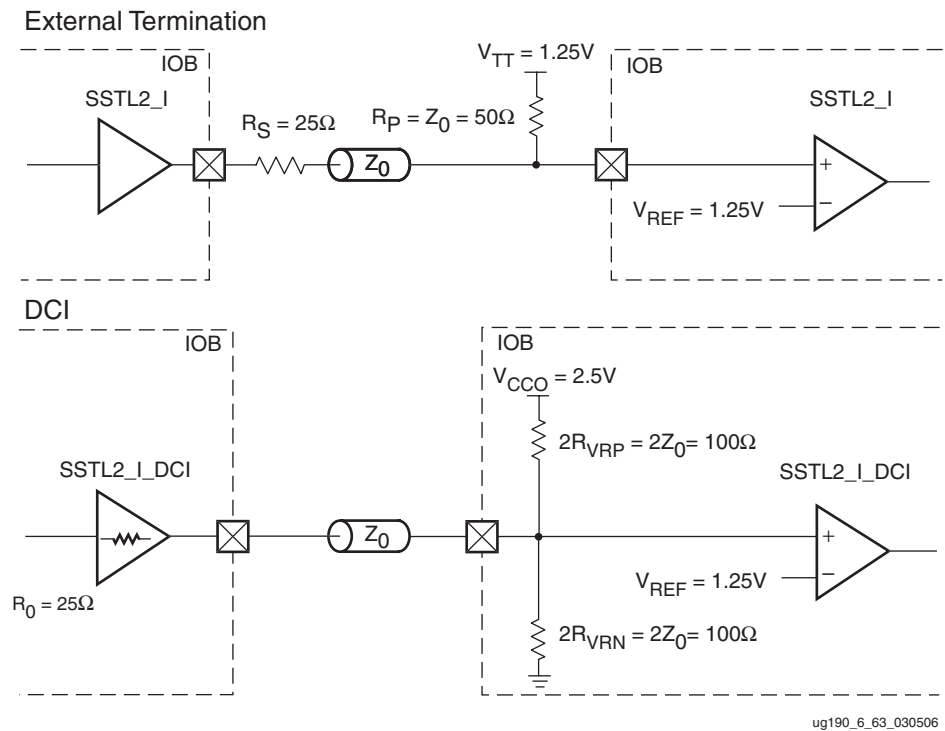 External Termination
IOB
SSTL2_I
R_S = 25Ω
Z_0
R_P = Z_0 = 50Ω
V_TT = 1.25V
IOB
SSTL2_I
+
V_REF = 1.25V
−
DCI
IOB
SSTL2_I_DCI
R_0 = 25Ω
Z_0
IOB
V_CCO = 2.5V
2R_VRP = 2Z_0= 100Ω
SSTL2_I_DCI
+
V_REF = 1.25V
−
2R_VRN = 2Z_0= 100Ω
ug190_6_63_030506